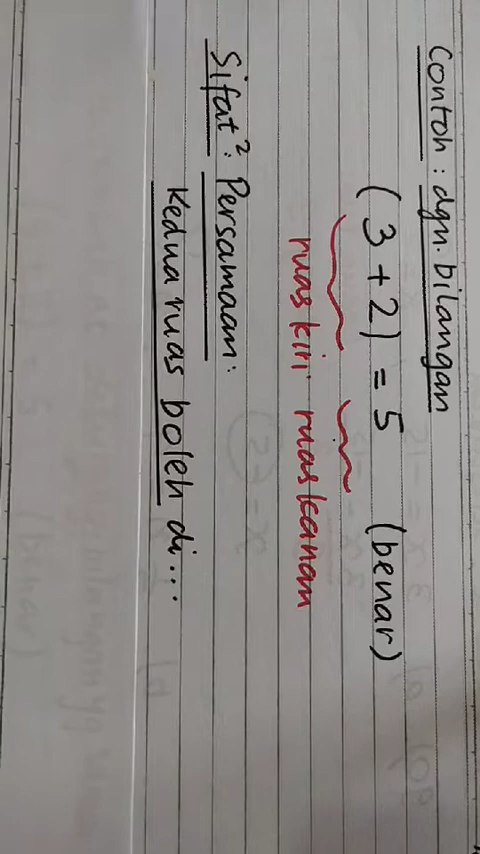 Contoh : dgn. bilangan
(3 + 2) = 5 (benar)
ruas kiri ruas kanan
Sifat²: Persamaan:
Kedua ruas boleh di...